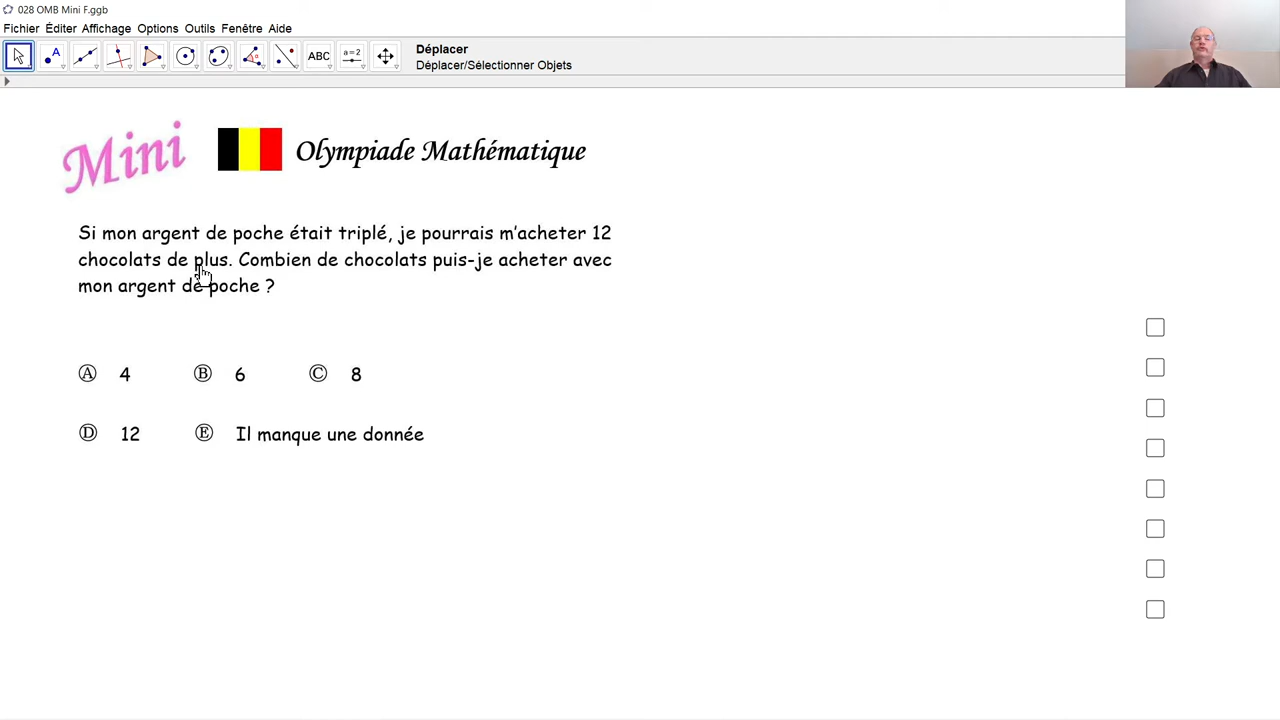 028 OMB Mini F.ggb
Fichier Éditer Affichage Options Outils Fenêtre Aide
A ABC a=2 Déplacer
Déplacer/Sélectionner Objets
Mini Olympiade Mathématique
Si mon argent de poche était triplé, je pourrais m'acheter 12
chocolats de plus. Combien de chocolats puis-je acheter avec
mon argent de poche ?
A 4 B 6 C 8
D 12 E Il manque une donnée